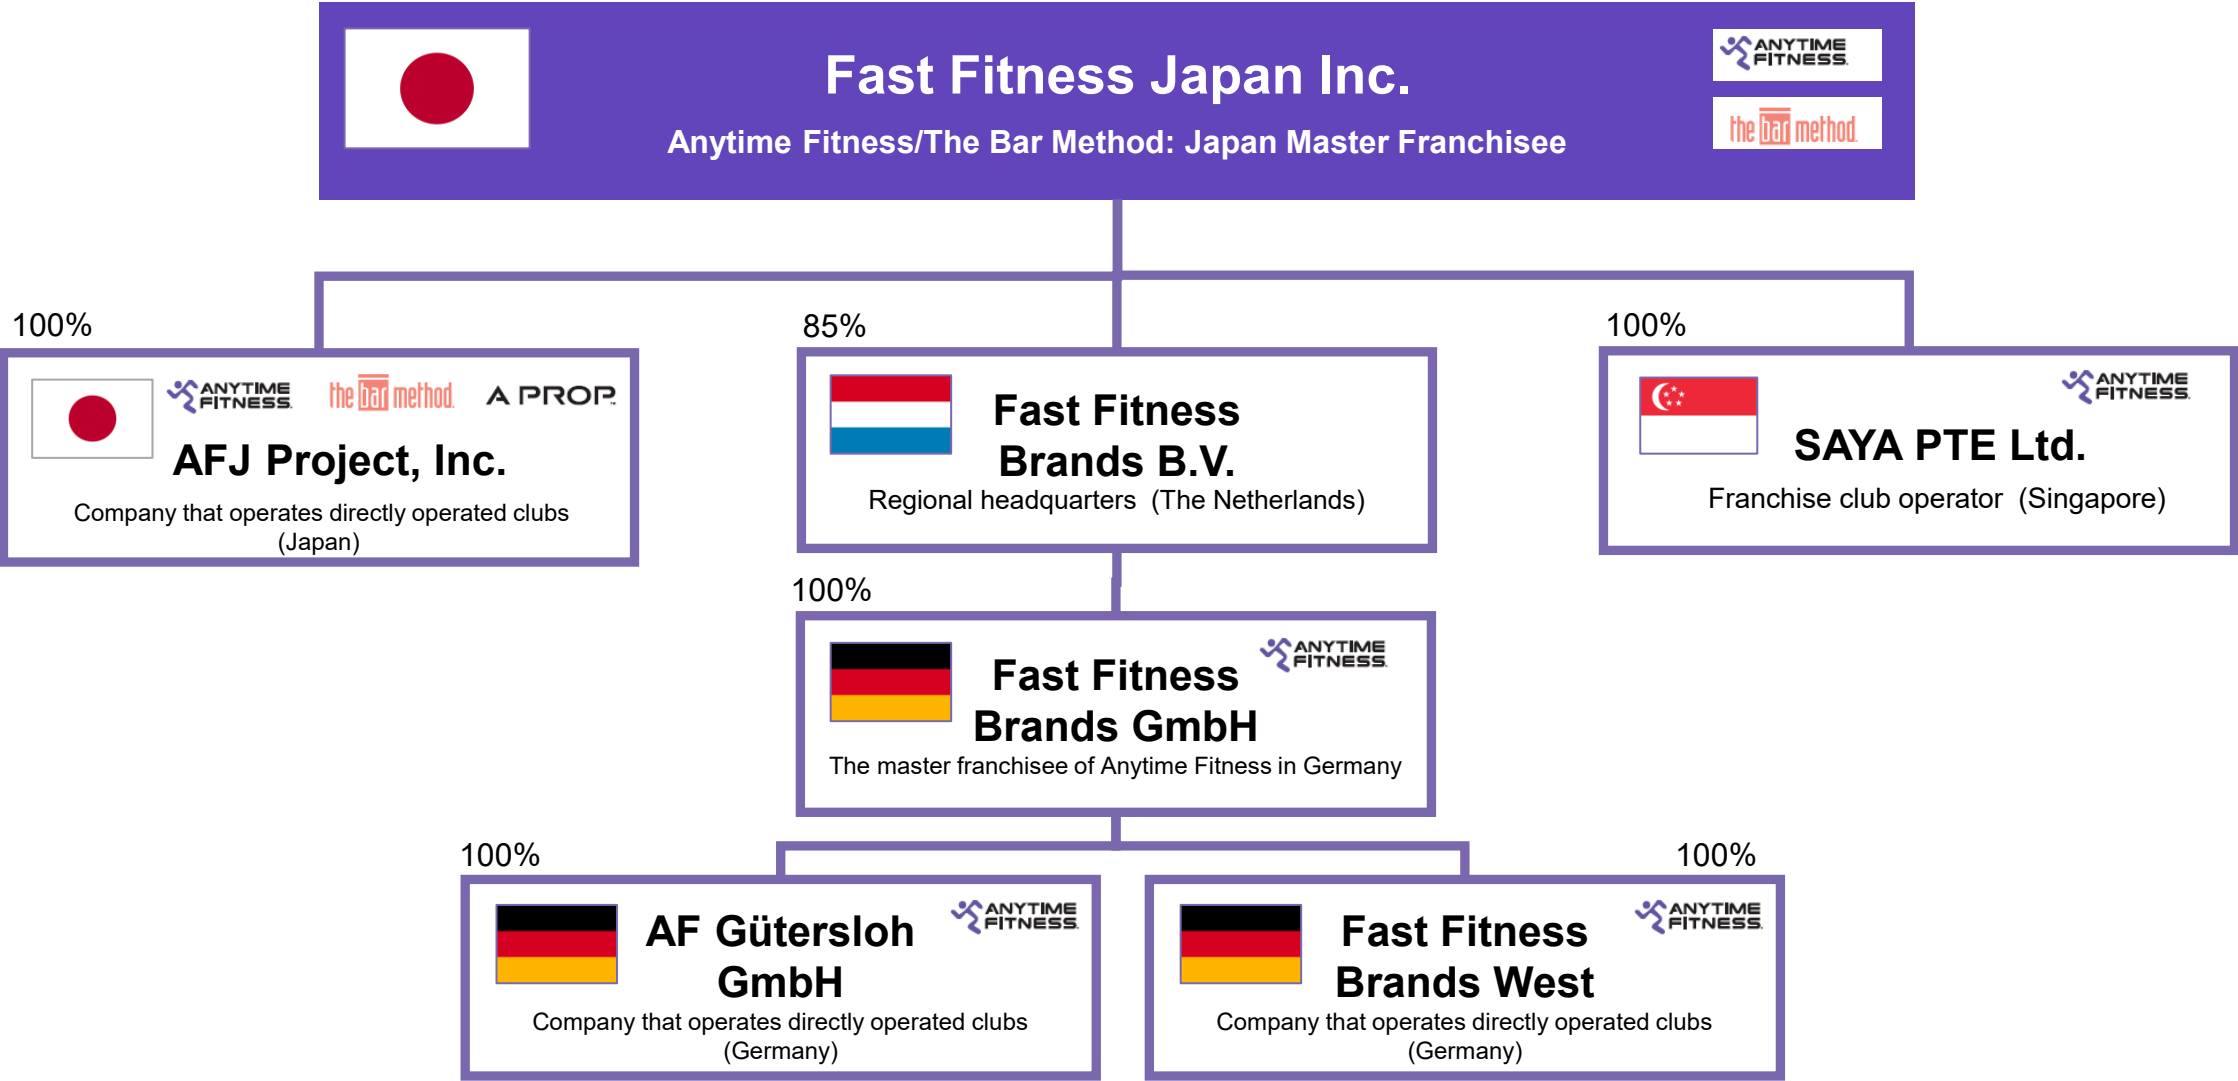 Fast Fitness Japan Inc.
Anytime Fitness/The Bar Method: Japan Master Franchisee
ANYTIME
FITNESS
the bar method
100%
ANYTIME
FITNESS
the bar method
A PROP
AFJ Project, Inc.
Company that operates directly operated clubs
(Japan)
85%
Fast Fitness
Brands B.V.
Regional headquarters (The Netherlands)
100%
ANYTIME
FITNESS
SAYA PTE Ltd.
Franchise club operator (Singapore)
100%
ANYTIME
FITNESS
Fast Fitness
Brands GmbH
The master franchisee of Anytime Fitness in Germany
100%
ANYTIME
FITNESS
AF Gütersloh
GmbH
Company that operates directly operated clubs
(Germany)
100%
ANYTIME
FITNESS
Fast Fitness
Brands West
Company that operates directly operated clubs
(Germany)